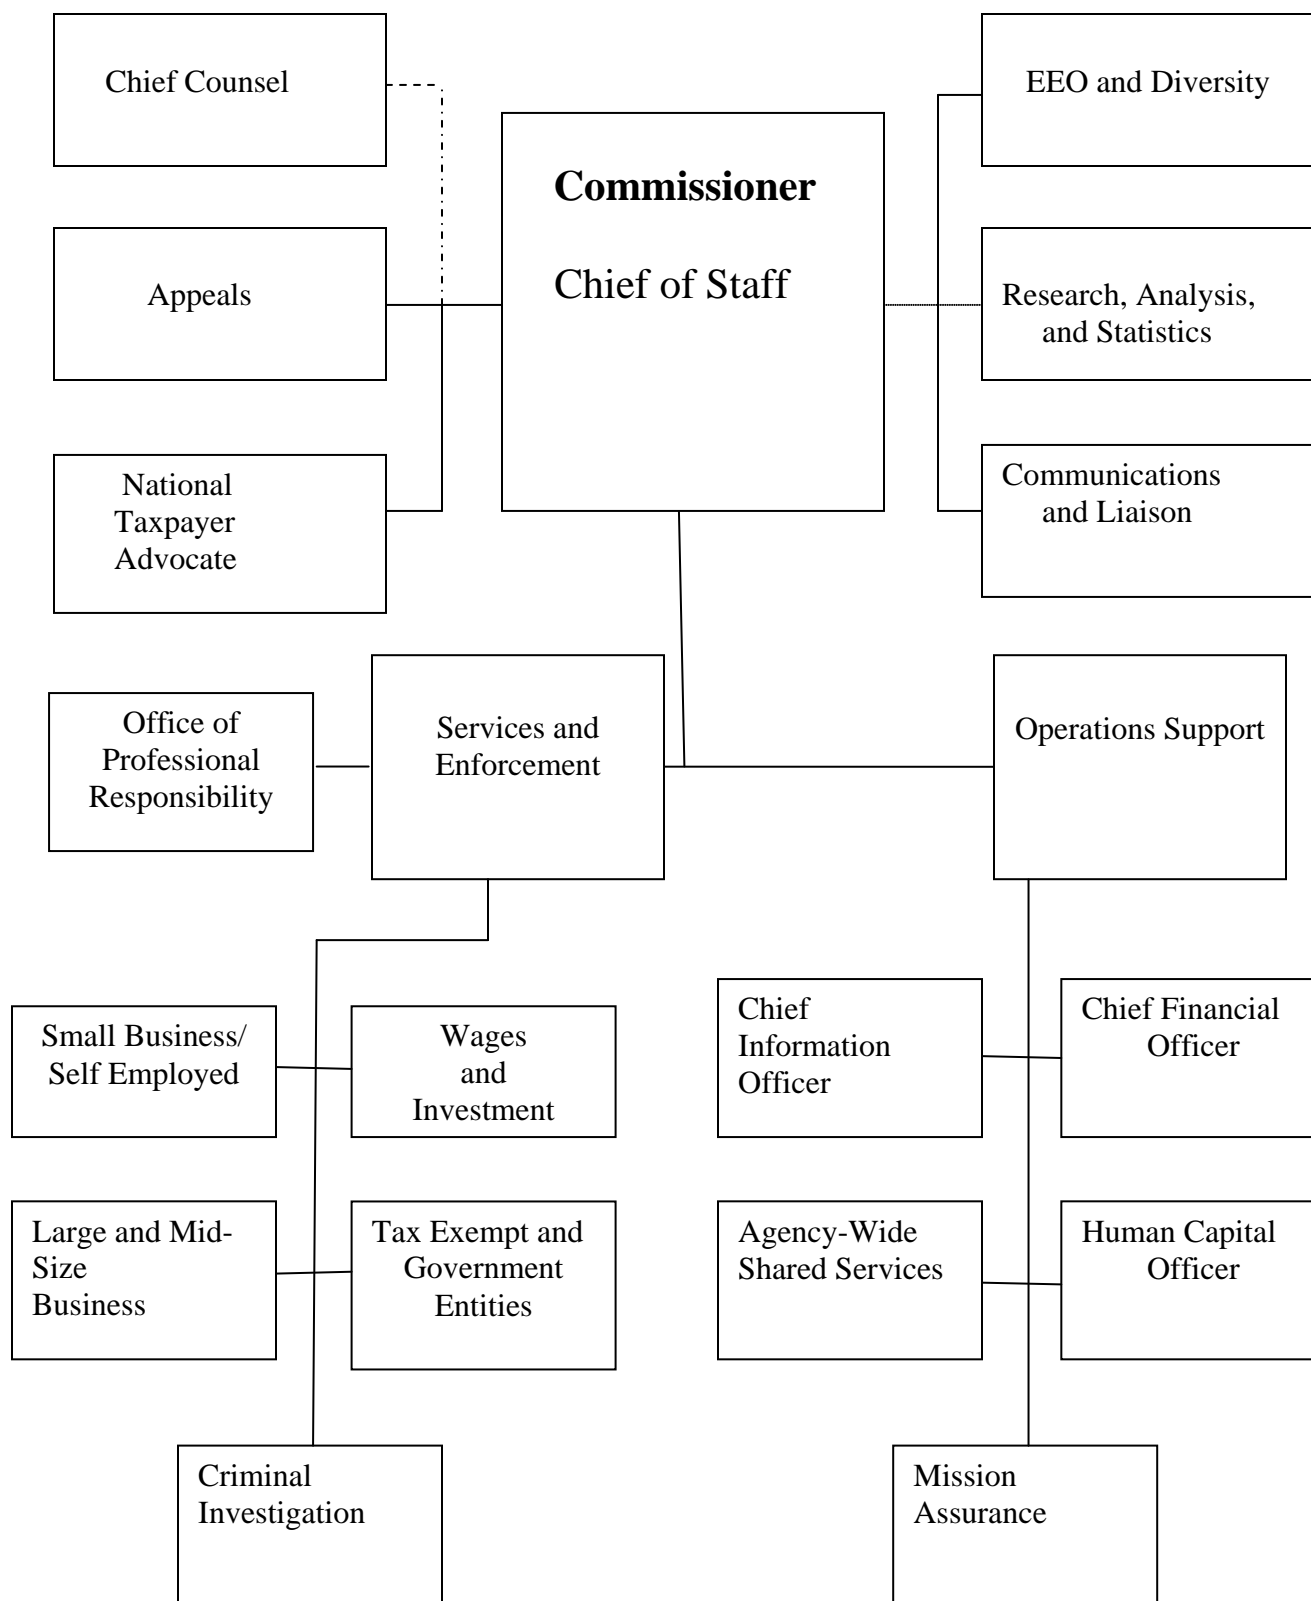 Chief Counsel
EEO and Diversity
Commissioner
Chief of Staff
Appeals
Research, Analysis,
and Statistics
National
Taxpayer
Advocate
Communications
and Liaison
Office of
Professional
Responsibility
Services and
Enforcement
Operations Support
Small Business/
Self Employed
Wages
and
Investment
Chief
Information
Officer
Chief Financial
Officer
Large and Mid-
Size
Business
Tax Exempt and
Government
Entities
Agency-Wide
Shared Services
Human Capital
Officer
Criminal
Investigation
Mission
Assurance